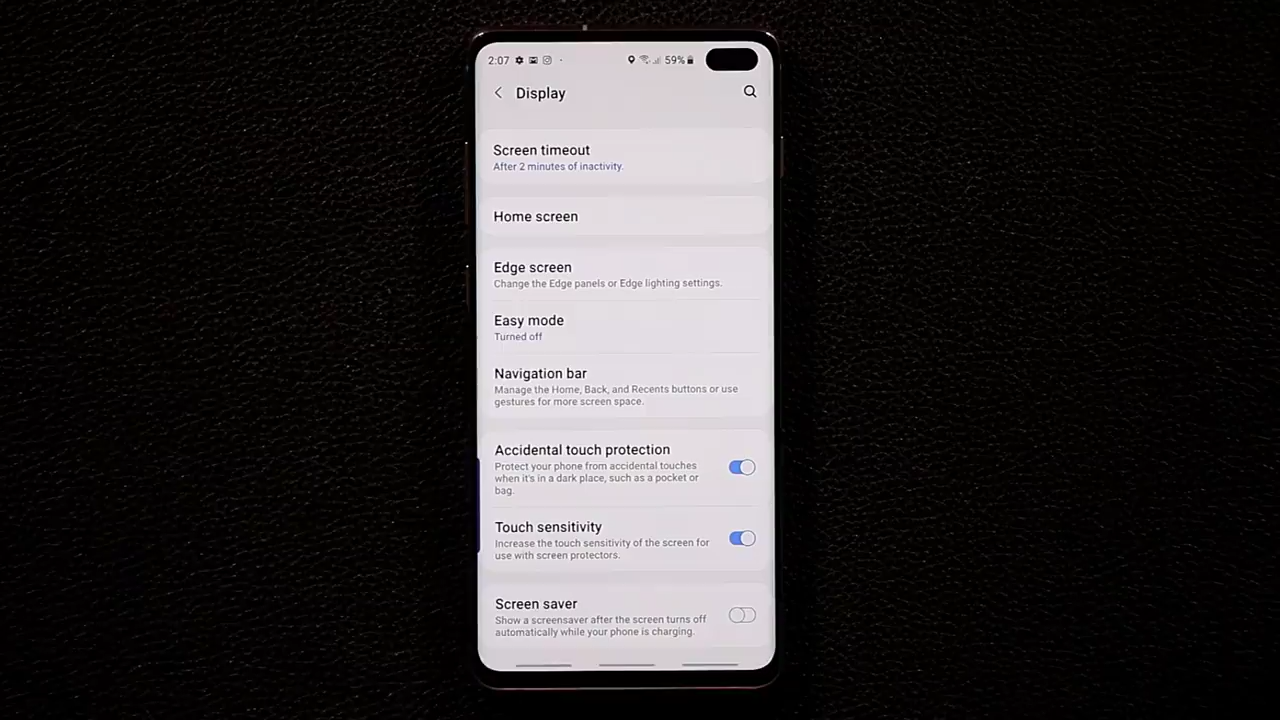 2:07
59%
Display
Screen timeout
After 2 minutes of inactivity.
Home screen
Edge screen
Change the Edge panels or Edge lighting settings.
Easy mode
Turned off
Navigation bar
Manage the Home, Back, and Recents buttons or use
gestures for more screen space.
Accidental touch protection
Protect your phone from accidental touches
when it's in a dark place, such as a pocket or
bag.
Touch sensitivity
Increase the touch sensitivity of the screen for
use with screen protectors.
Screen saver
Show a screensaver after the screen turns off
automatically while your phone is charging.